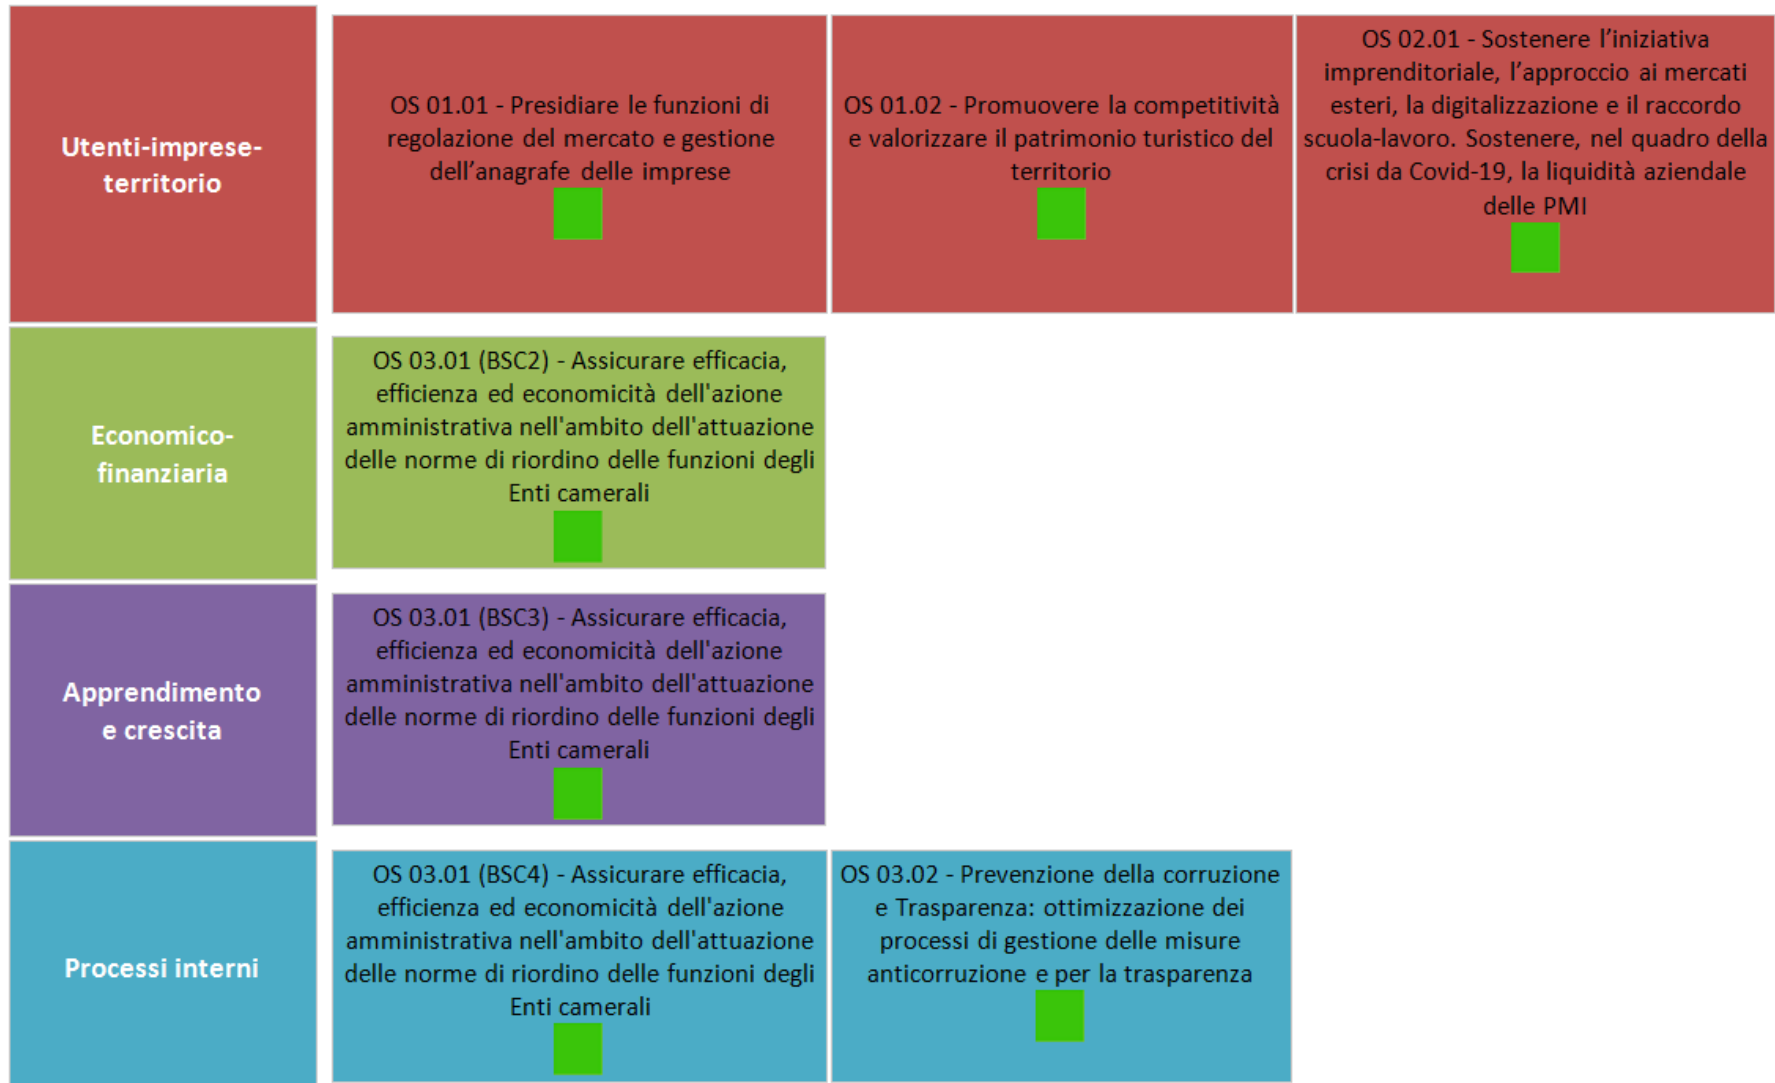 Utenti-imprese-
territorio
OS 01.01 - Presidiare le funzioni di
regolazione del mercato e gestione
dell’anagrafe delle imprese
OS 01.02 - Promuovere la competitività
e valorizzare il patrimonio turistico del
territorio
OS 02.01 - Sostenere l’iniziativa
imprenditoriale, l’approccio ai mercati
esteri, la digitalizzazione e il raccordo
scuola-lavoro. Sostenere, nel quadro della
crisi da Covid-19, la liquidità aziendale
delle PMI
Economico-
finanziaria
OS 03.01 (BSC2) - Assicurare efficacia,
efficienza ed economicità dell'azione
amministrativa nell'ambito dell'attuazione
delle norme di riordino delle funzioni degli
Enti camerali
Apprendimento
e crescita
OS 03.01 (BSC3) - Assicurare efficacia,
efficienza ed economicità dell'azione
amministrativa nell'ambito dell'attuazione
delle norme di riordino delle funzioni degli
Enti camerali
Processi interni
OS 03.01 (BSC4) - Assicurare efficacia,
efficienza ed economicità dell'azione
amministrativa nell'ambito dell'attuazione
delle norme di riordino delle funzioni degli
Enti camerali
OS 03.02 - Prevenzione della corruzione
e Trasparenza: ottimizzazione dei
processi di gestione delle misure
anticorruzione e per la trasparenza